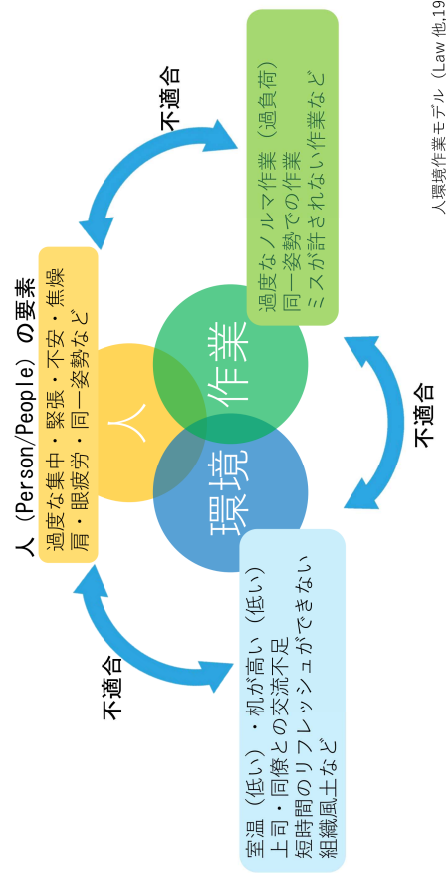 人（Person/People）の要素
過度な集中・緊張・不安・焦燥
肩・眼疲労・同一姿勢など
不適合
不適合
人
環境
作業
室温（低い）・机が高い（低い）
上司・同僚との交流不足
短時間のリフレッシュができない
組織風土など
過度なノルマ作業（過負荷）
同一姿勢での作業
ミスが許されない作業など
不適合
人環境作業モデル（Law 他,19